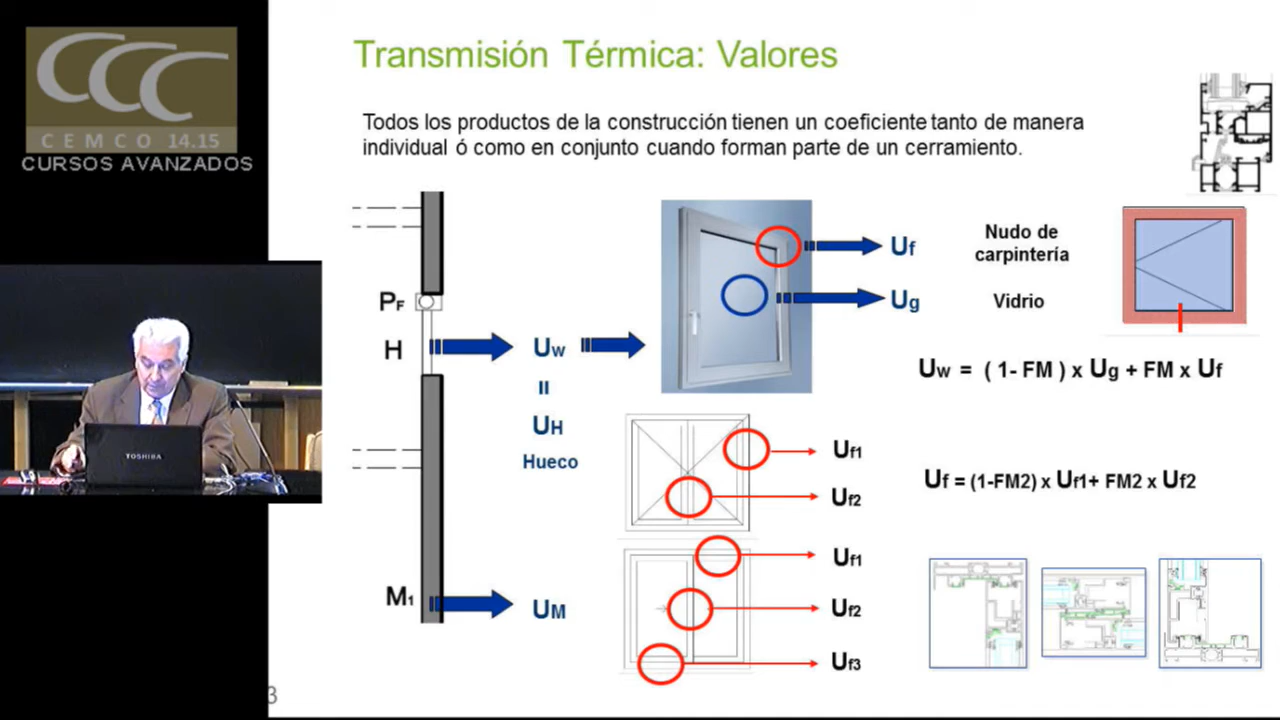 CCC
CEMCO 14.15
CURSOS AVANZADOS
TOSHIBA
Transmisión Térmica: Valores
Todos los productos de la construcción tienen un coeficiente tanto de manera
individual ó como en conjunto cuando forman parte de un cerramiento.
PF
H
M1
Uw
=
UH
Hueco
UM
Uf
Ug
Nudo de
carpintería
Vidrio
Uw = ( 1- FM ) x Ug + FM x Uf
Uf1
Uf2
Uf = (1-FM2) x Uf1+ FM2 x Uf2
Uf1
Uf2
Uf3
3